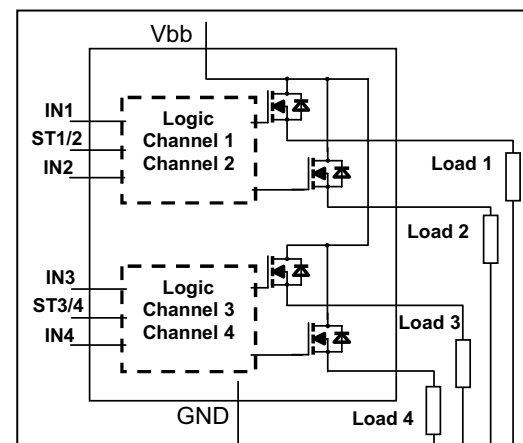 Vbb
IN1
ST1/2
IN2
Logic
Channel 1
Channel 2
Load 1
Load 2
IN3
ST3/4
IN4
Logic
Channel 3
Channel 4
Load 3
Load 4
GND